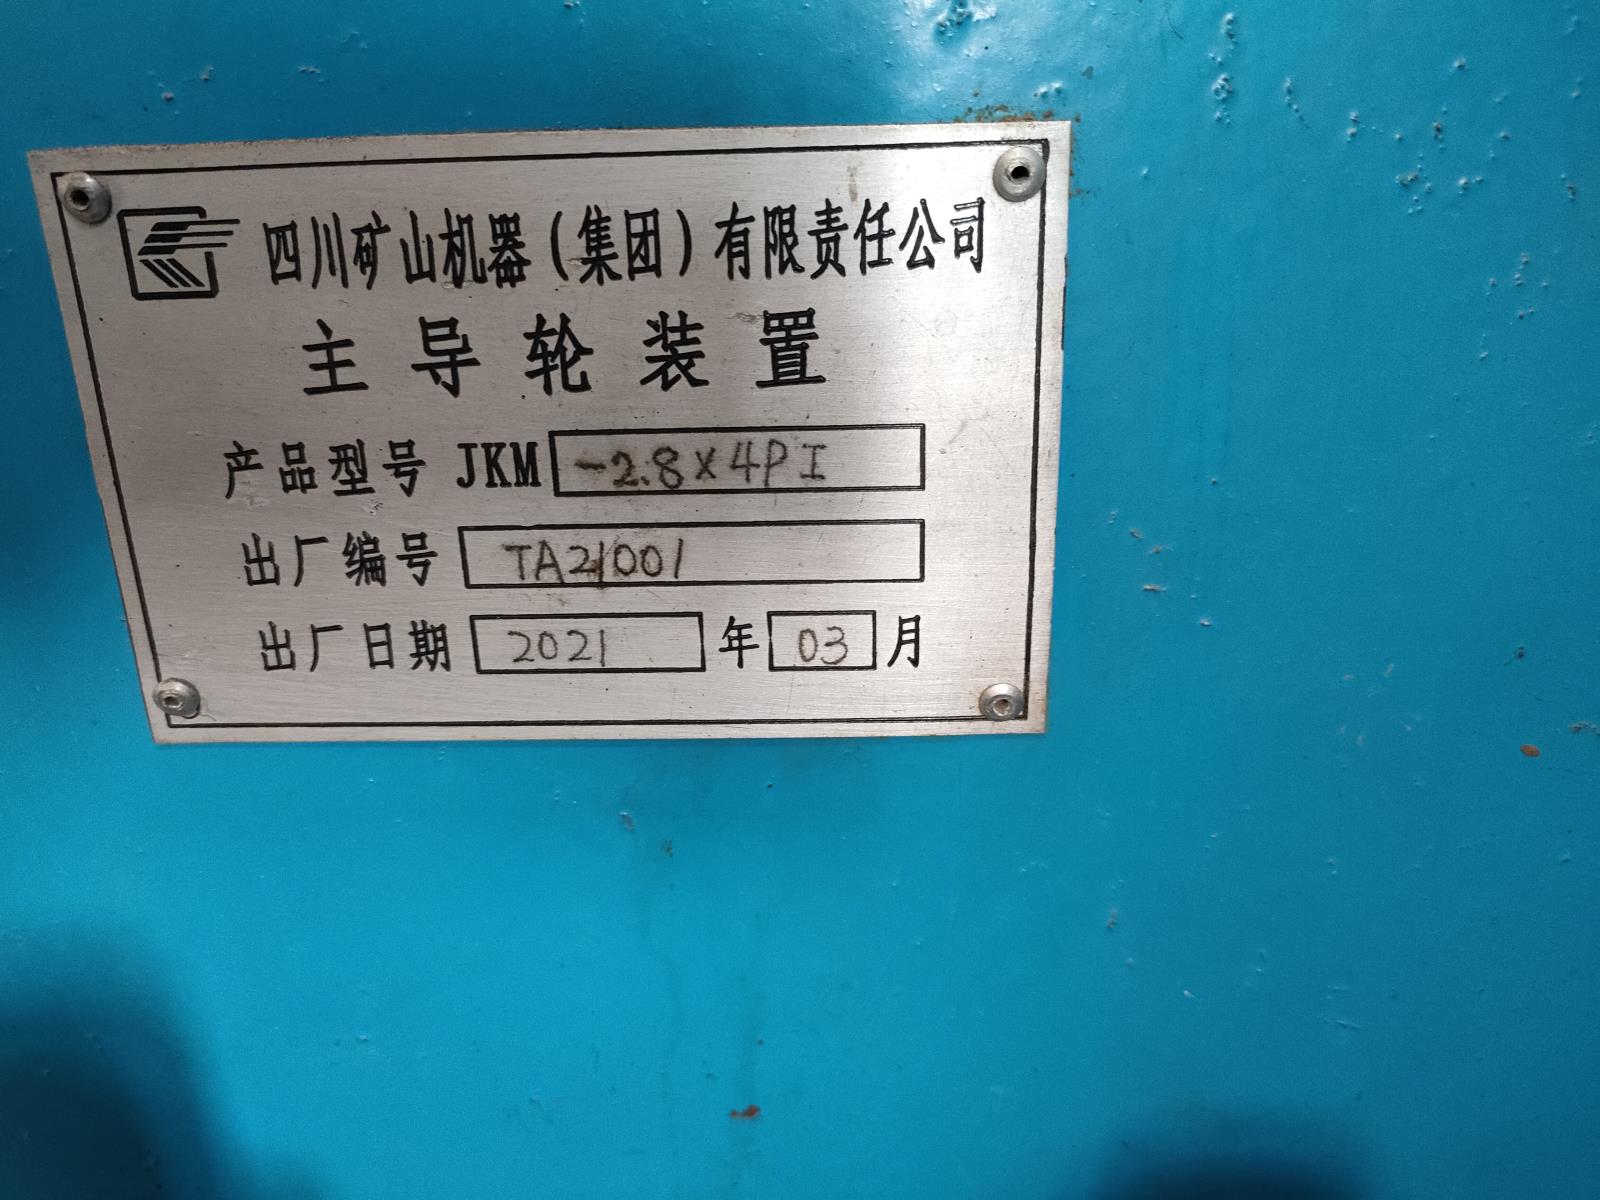 四川矿山机器(集团)有限责任公司
主导轮装置
产品型号 JKM -2.8×4PI
出厂编号 TA21001
出厂日期 2021 年 03 月